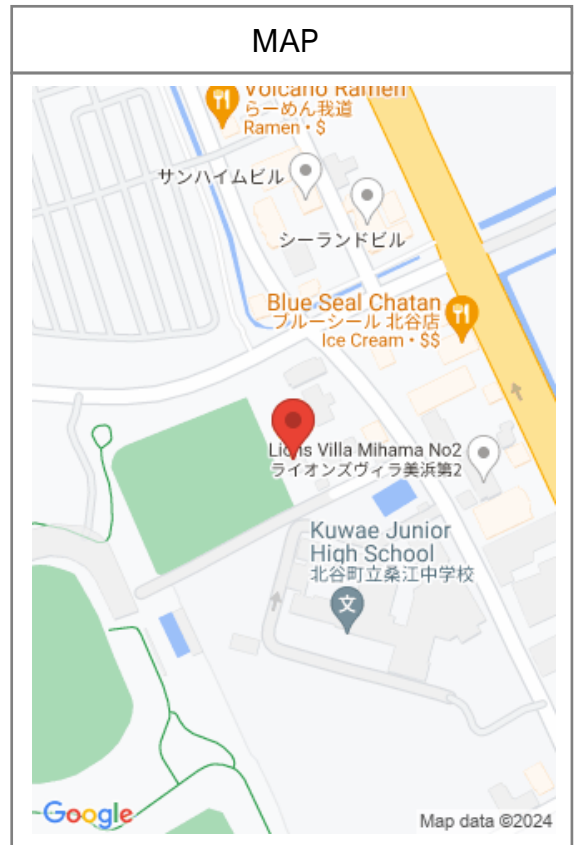 MAP
Volcano Ramen
らーめん我道
Ramen • $
サンハイムビル
シーランドビル
Blue Seal Chatan
ブルーシール 北谷店
Ice Cream • $$
Lions Villa Mihama No2
ライオンズヴィラ美浜第2
Kuwae Junior
High School
北谷町立桑江中学校
文
Google
Map data ©2024